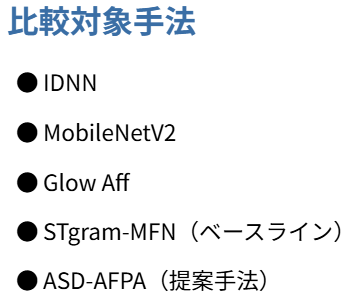 比較対象手法
● IDNN
● MobileNetV2
● Glow Aff
● STgram-MFN（ベースライン）
● ASD-AFPA（提案手法）